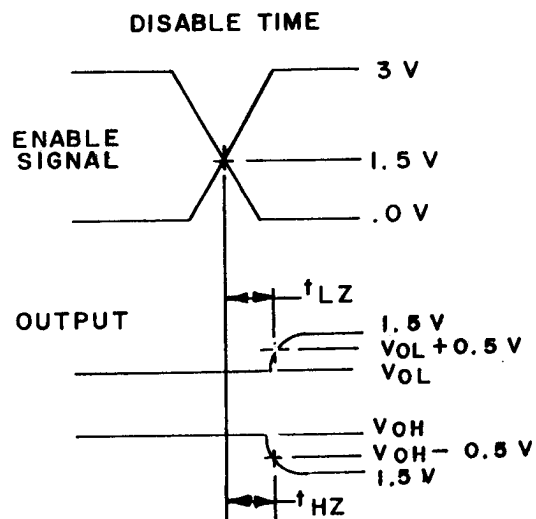 DISABLE TIME
3 V
ENABLE
SIGNAL
1.5 V
.0 V
tLZ
OUTPUT
1.5 V
VOL + 0.5 V
VOL
VOH
VOH - 0.5 V
1.5 V
tHZ